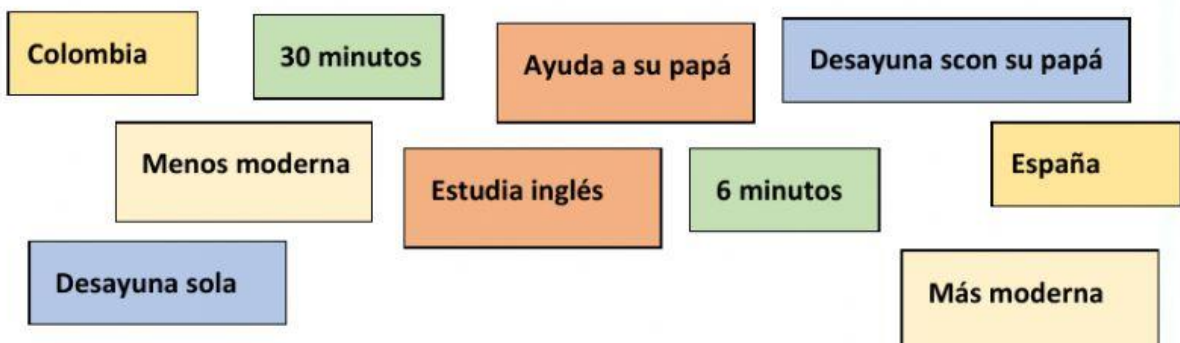 Colombia
30 minutos
Ayuda a su papá
Desayuna scon su papá
Menos moderna
Estudia inglés
6 minutos
España
Desayuna sola
Más moderna